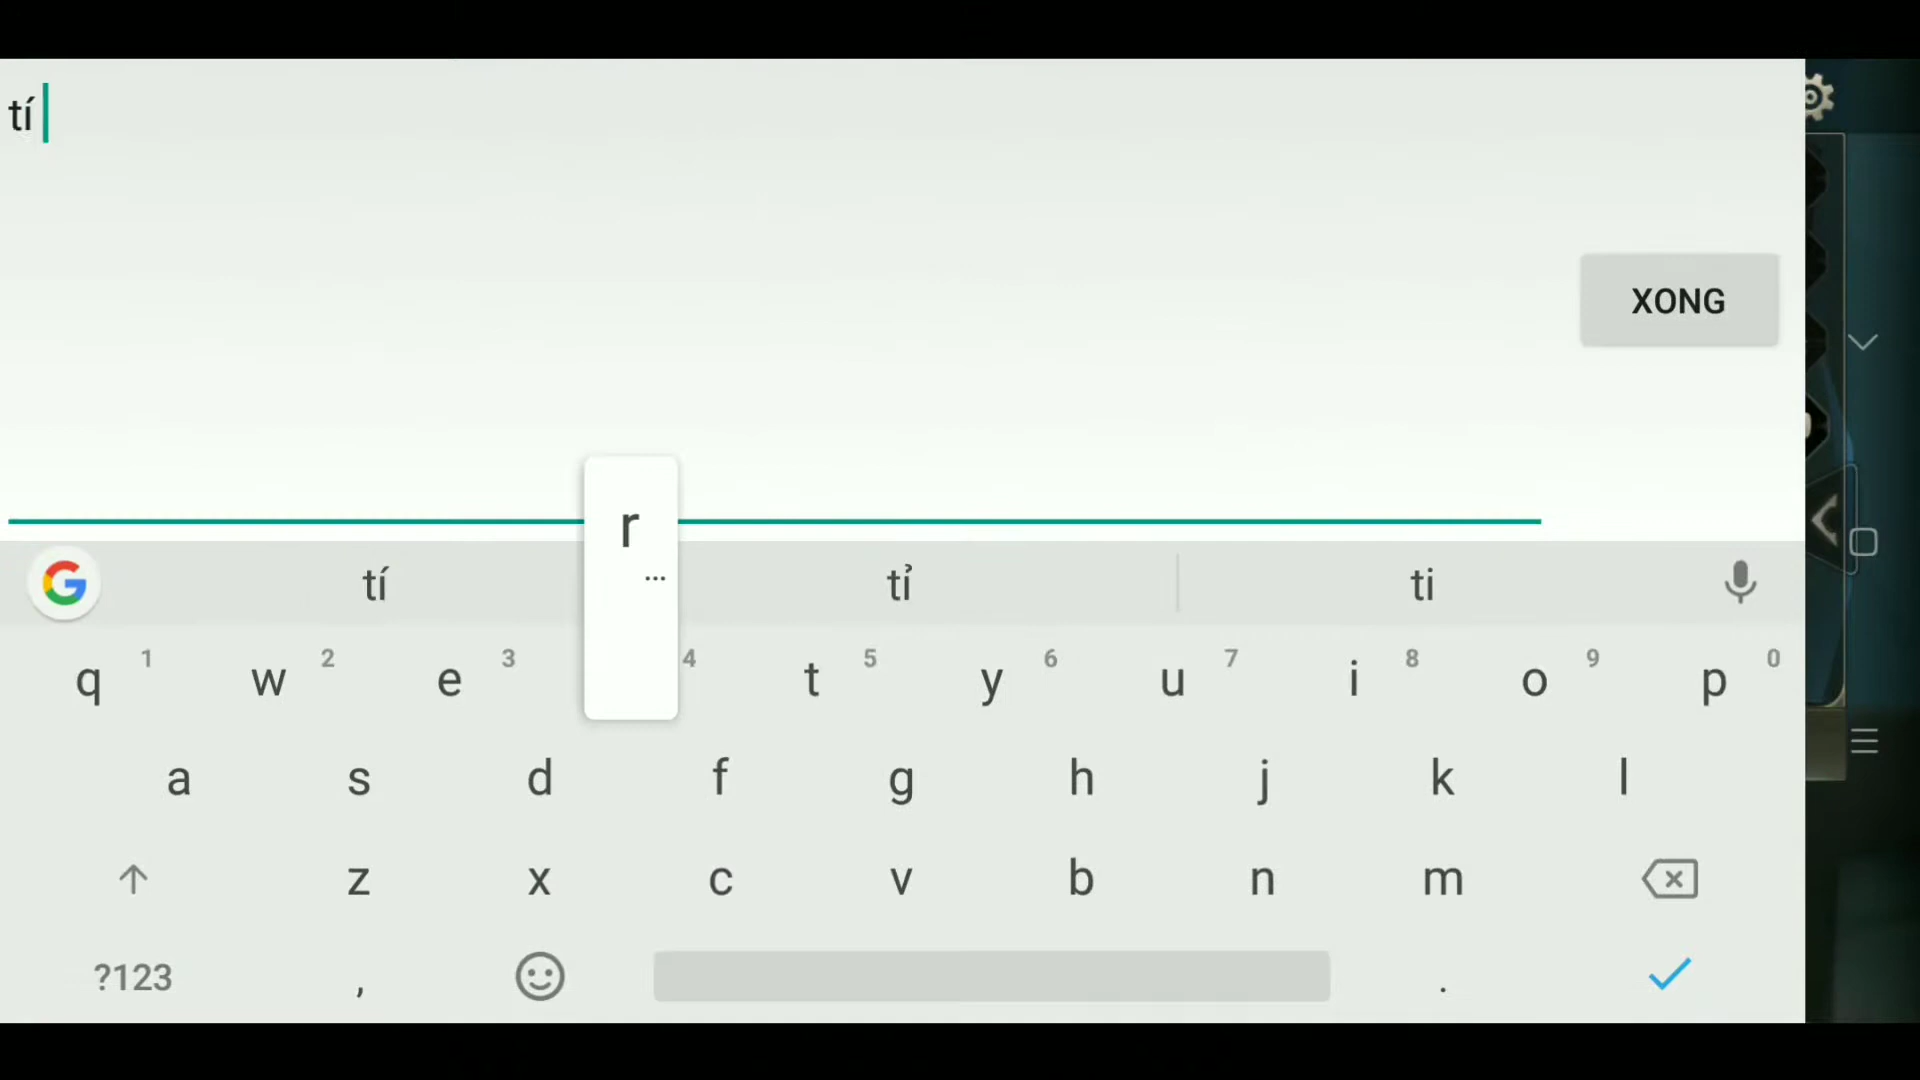 tí
XONG
r
...
tí tỉ ti
q 1 w 2 e 3 4 t 5 y 6 u 7 i 8 o 9 p 0
a s d f g h j k l
z x c v b n m
?123 , .